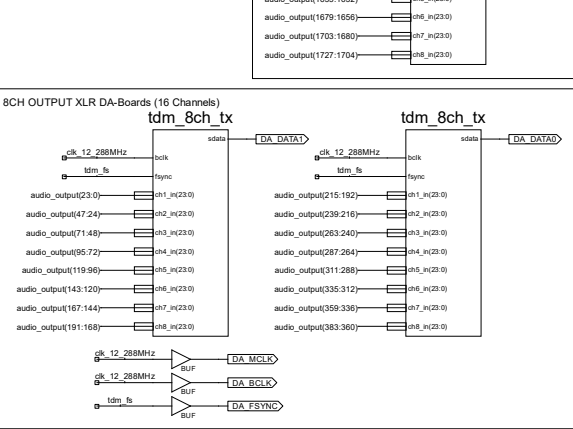 audio_output(1679:1656) ch6_in(23:0)
audio_output(1703:1680) ch7_in(23:0)
audio_output(1727:1704) ch8_in(23:0)
8CH OUTPUT XLR DA-Boards (16 Channels)
tdm_8ch_tx
sdata DA_DATA1
clk_12_288MHz bclk
tdm_fs fsync
audio_output(23:0) ch1_in(23:0)
audio_output(47:24) ch2_in(23:0)
audio_output(71:48) ch3_in(23:0)
audio_output(95:72) ch4_in(23:0)
audio_output(119:96) ch5_in(23:0)
audio_output(143:120) ch6_in(23:0)
audio_output(167:144) ch7_in(23:0)
audio_output(191:168) ch8_in(23:0)
tdm_8ch_tx
sdata DA_DATA0
clk_12_288MHz bclk
tdm_fs fsync
audio_output(215:192) ch1_in(23:0)
audio_output(239:216) ch2_in(23:0)
audio_output(263:240) ch3_in(23:0)
audio_output(287:264) ch4_in(23:0)
audio_output(311:288) ch5_in(23:0)
audio_output(335:312) ch6_in(23:0)
audio_output(359:336) ch7_in(23:0)
audio_output(383:360) ch8_in(23:0)
clk_12_288MHz BUF DA_MCLK
clk_12_288MHz BUF DA_BCLK
tdm_fs BUF DA_FSYNC